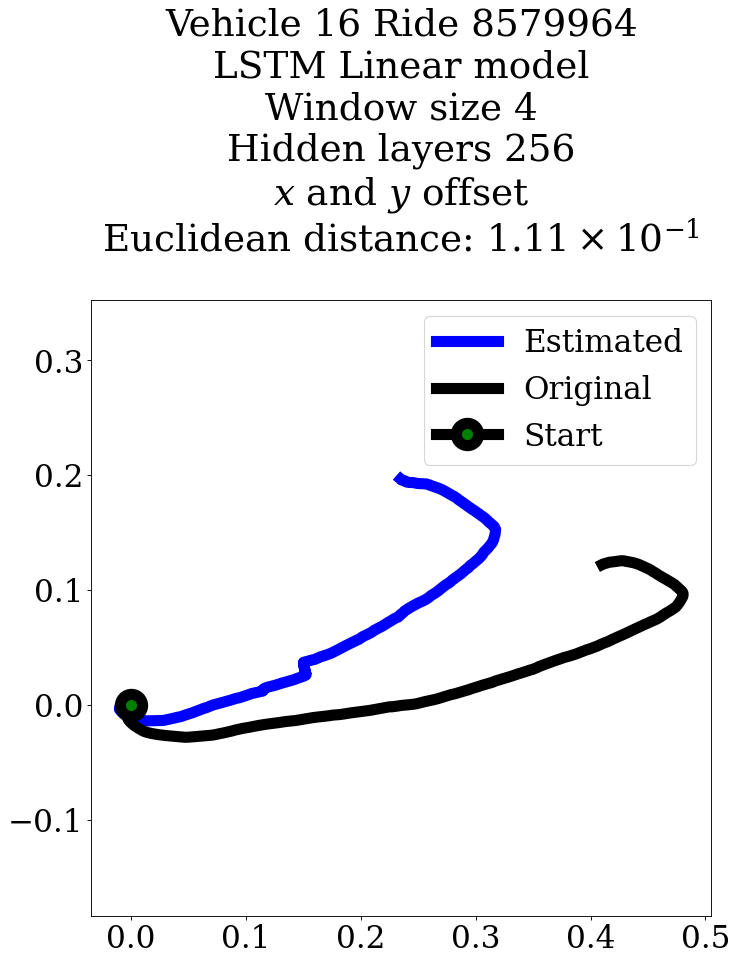 Vehicle 16 Ride 8579964
LSTM Linear model
Window size 4
Hidden layers 256
x and y offset
Euclidean distance: 1.11 × 10⁻¹
Estimated
Original
Start
0.3
0.2
0.1
0.0
−0.1
0.0 0.1 0.2 0.3 0.4 0.5